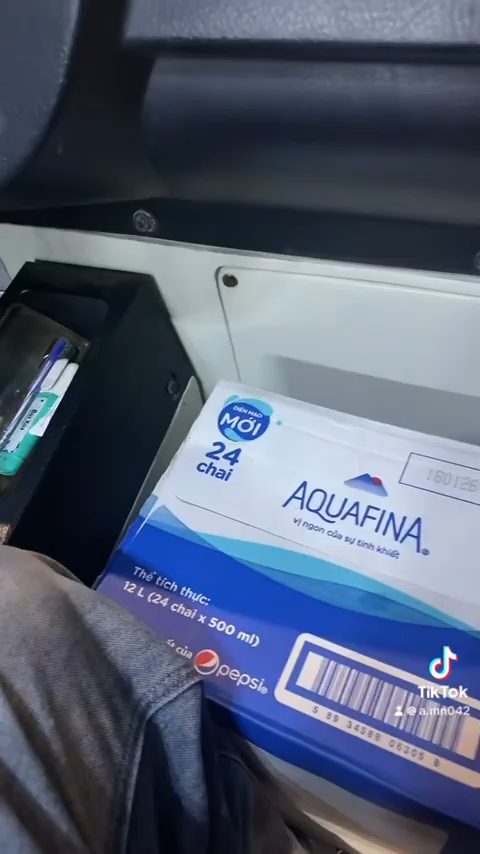 DIỆN MẠO
MỚI
24
chai
180126
AQUAFINA®
vị ngon của sự tinh khiết
Thể tích thực:
12 L (24 chai x 500 ml)
của
pepsi®
TikTok
@a.mn042